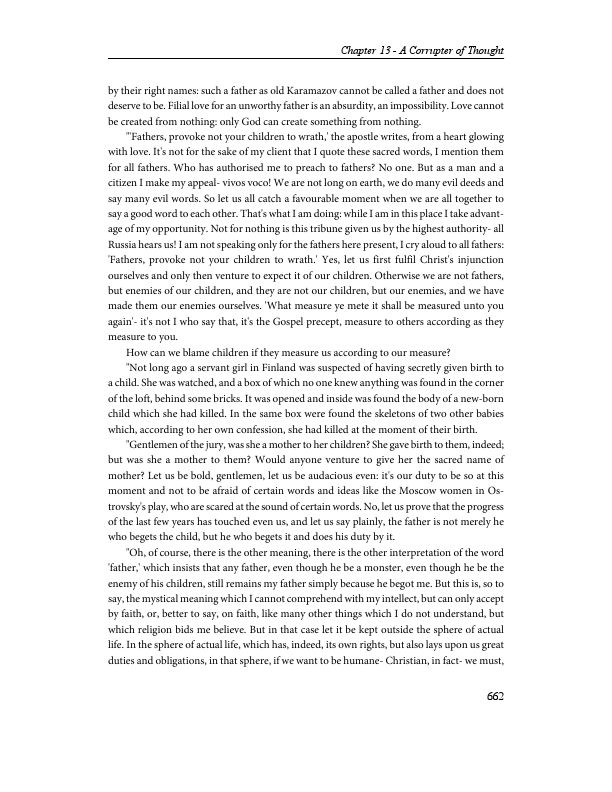 Chapter 13 - A Corrupter of Thought
by their right names: such a father as old Karamazov cannot be called a father and does not
deserve to be. Filial love for an unworthy father is an absurdity, an impossibility. Love cannot
be created from nothing: only God can create something from nothing.
"'Fathers, provoke not your children to wrath,' the apostle writes, from a heart glowing
with love. It's not for the sake of my client that I quote these sacred words, I mention them
for all fathers. Who has authorised me to preach to fathers? No one. But as a man and a
citizen I make my appeal- vivos voco! We are not long on earth, we do many evil deeds and
say many evil words. So let us all catch a favourable moment when we are all together to
say a good word to each other. That's what I am doing: while I am in this place I take advant-
age of my opportunity. Not for nothing is this tribune given us by the highest authority- all
Russia hears us! I am not speaking only for the fathers here present, I cry aloud to all fathers:
'Fathers, provoke not your children to wrath.' Yes, let us first fulfil Christ's injunction
ourselves and only then venture to expect it of our children. Otherwise we are not fathers,
but enemies of our children, and they are not our children, but our enemies, and we have
made them our enemies ourselves. 'What measure ye mete it shall be measured unto you
again'- it's not I who say that, it's the Gospel precept, measure to others according as they
measure to you.
How can we blame children if they measure us according to our measure?
"Not long ago a servant girl in Finland was suspected of having secretly given birth to
a child. She was watched, and a box of which no one knew anything was found in the corner
of the loft, behind some bricks. It was opened and inside was found the body of a new-born
child which she had killed. In the same box were found the skeletons of two other babies
which, according to her own confession, she had killed at the moment of their birth.
"Gentlemen of the jury, was she a mother to her children? She gave birth to them, indeed;
but was she a mother to them? Would anyone venture to give her the sacred name of
mother? Let us be bold, gentlemen, let us be audacious even: it's our duty to be so at this
moment and not to be afraid of certain words and ideas like the Moscow women in Os-
trovsky's play, who are scared at the sound of certain words. No, let us prove that the progress
of the last few years has touched even us, and let us say plainly, the father is not merely he
who begets the child, but he who begets it and does his duty by it.
"Oh, of course, there is the other meaning, there is the other interpretation of the word
'father,' which insists that any father, even though he be a monster, even though he be the
enemy of his children, still remains my father simply because he begot me. But this is, so to
say, the mystical meaning which I cannot comprehend with my intellect, but can only accept
by faith, or, better to say, on faith, like many other things which I do not understand, but
which religion bids me believe. But in that case let it be kept outside the sphere of actual
life. In the sphere of actual life, which has, indeed, its own rights, but also lays upon us great
duties and obligations, in that sphere, if we want to be humane- Christian, in fact- we must,
662